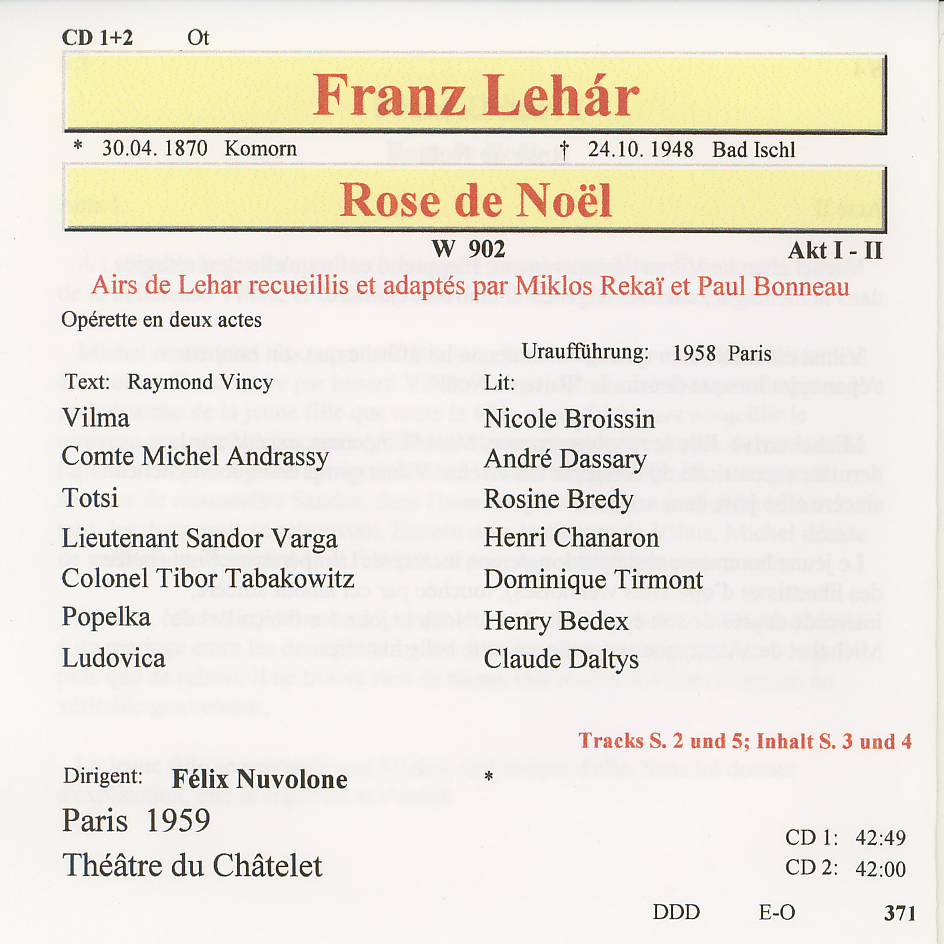 CD 1+2 Ot
Franz Lehár
* 30.04. 1870 Komorn † 24.10. 1948 Bad Ischl
Rose de Noël
W 902 Akt I - II
Airs de Lehar recueillis et adaptés par Miklos Rekaï et Paul Bonneau
Opérette en deux actes
Uraufführung: 1958 Paris
Text: Raymond Vincy Lit:
Vilma Nicole Broissin
Comte Michel Andrassy André Dassary
Totsi Rosine Bredy
Lieutenant Sandor Varga Henri Chanaron
Colonel Tibor Tabakowitz Dominique Tirmont
Popelka Henry Bédex
Ludovica Claude Daltys
Tracks S. 2 und 5; Inhalt S. 3 und 4
Dirigent: Félix Nuvolone *
Paris 1959
Théâtre du Châtelet
CD 1: 42:49
CD 2: 42:00
DDD E-O 371